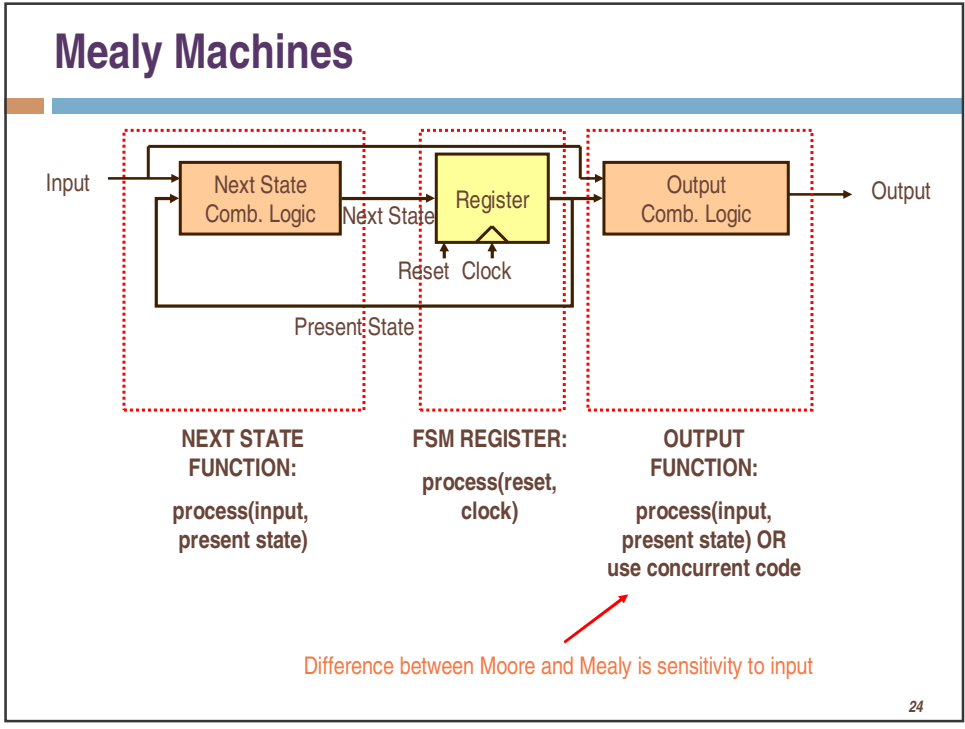 Mealy Machines
Input
Next State
Comb. Logic
Next State
Register
Output
Comb. Logic
Output
Reset Clock
Present State
NEXT STATE
FUNCTION:
process(input,
present state)
FSM REGISTER:
process(reset,
clock)
OUTPUT
FUNCTION:
process(input,
present state) OR
use concurrent code
Difference between Moore and Mealy is sensitivity to input
24